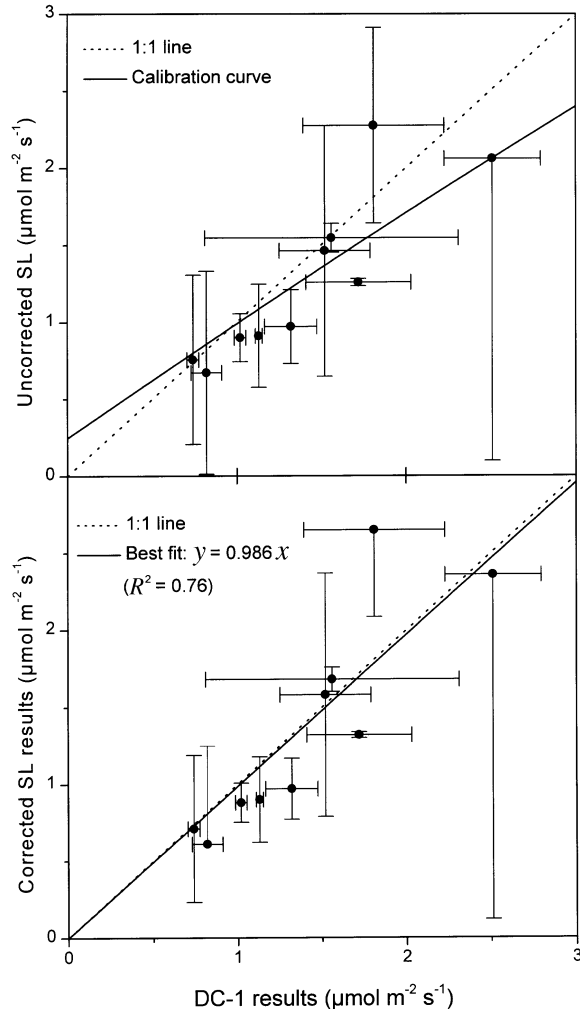 3
1:1 line
Calibration curve
2
1
0
Uncorrected SL (μmol m⁻² s⁻¹)
1:1 line
Best fit: y = 0.986 x
(R² = 0.76)
2
1
0
Corrected SL results (μmol m⁻² s⁻¹)
0 1 2 3
DC-1 results (μmol m⁻² s⁻¹)